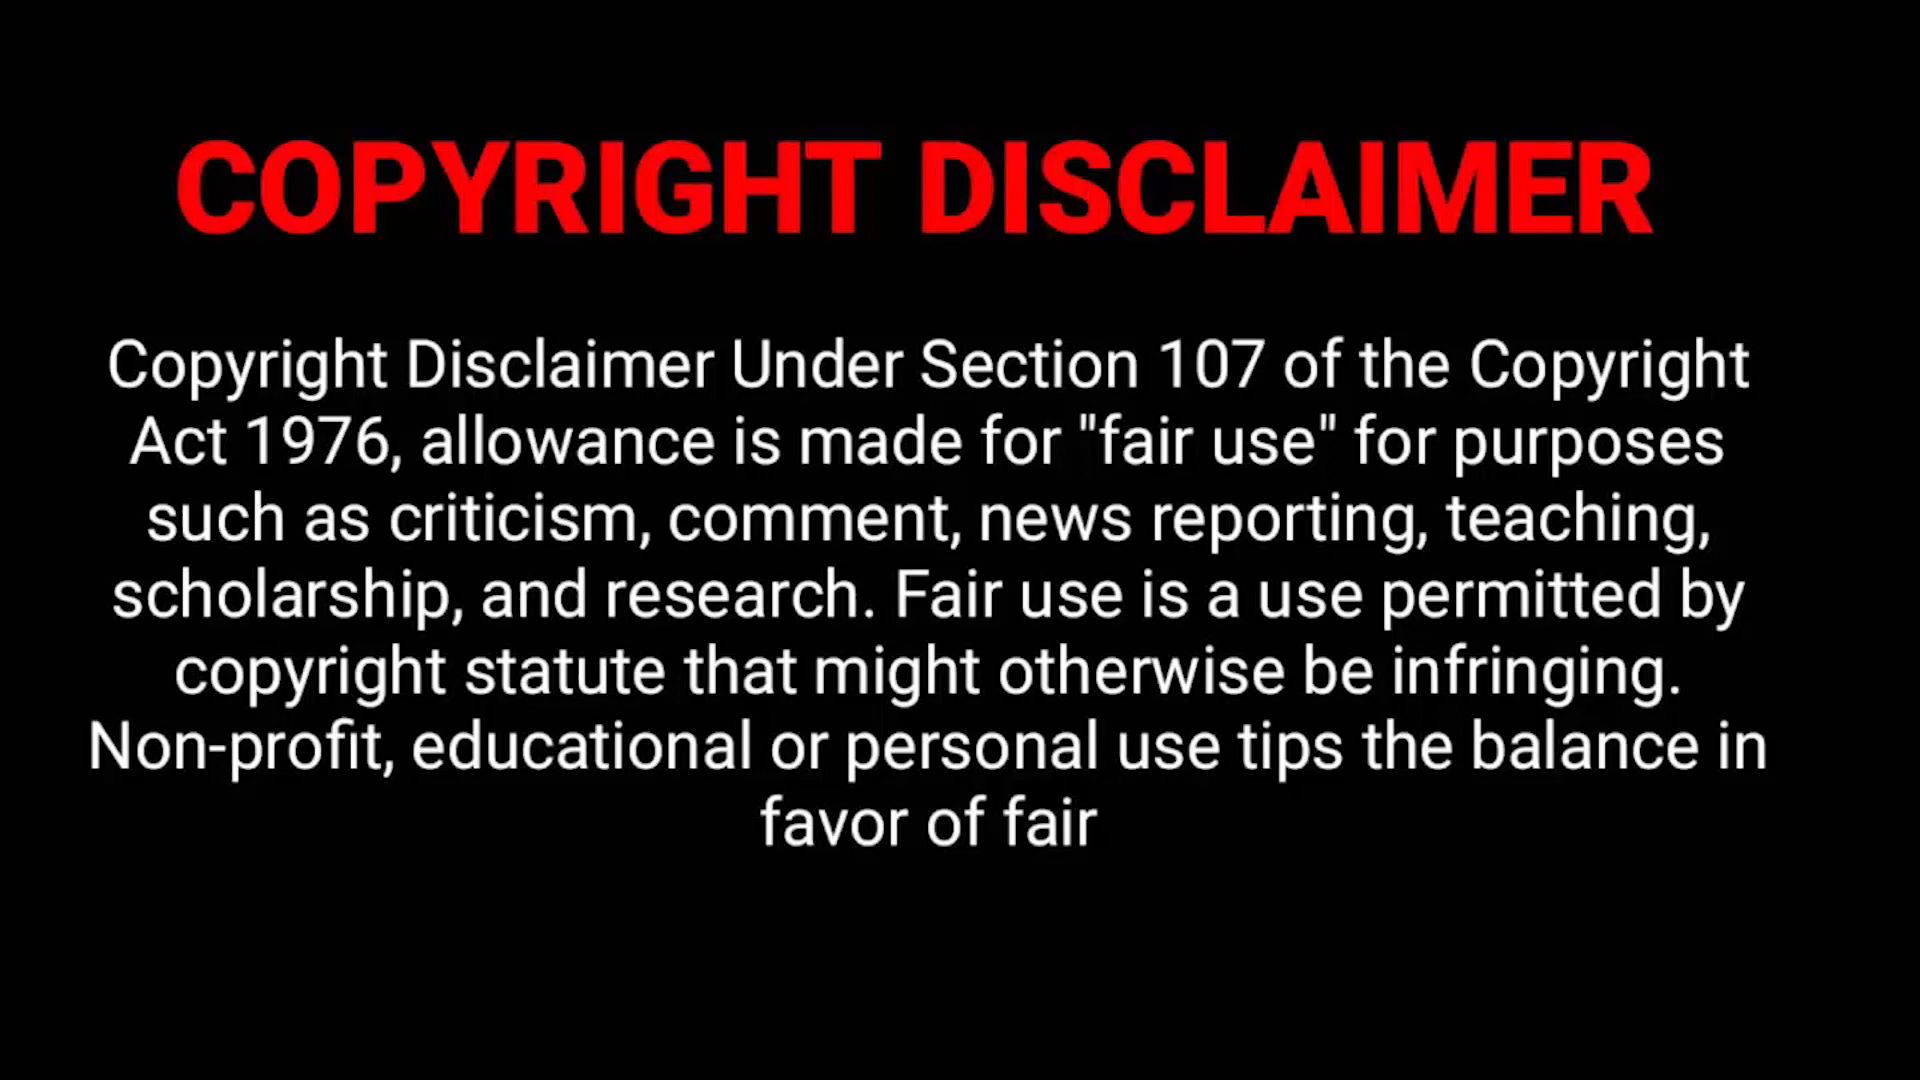 COPYRIGHT DISCLAIMER
Copyright Disclaimer Under Section 107 of the Copyright
Act 1976, allowance is made for "fair use" for purposes
such as criticism, comment, news reporting, teaching,
scholarship, and research. Fair use is a use permitted by
copyright statute that might otherwise be infringing.
Non-profit, educational or personal use tips the balance in
favor of fair